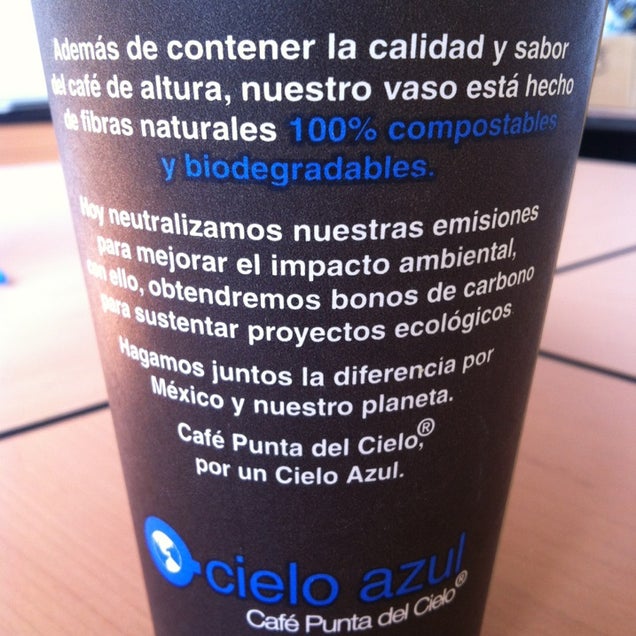 Además de contener la calidad y sabor
del café de altura, nuestro vaso está hecho
de fibras naturales 100% compostables
y biodegradables.
Hoy neutralizamos nuestras emisiones
para mejorar el impacto ambiental,
con ello, obtendremos bonos de carbono
para sustentar proyectos ecológicos.
Hagamos juntos la diferencia por
México y nuestro planeta.
Café Punta del Cielo,®
por un Cielo Azul.
cielo azul
Café Punta del Cielo®